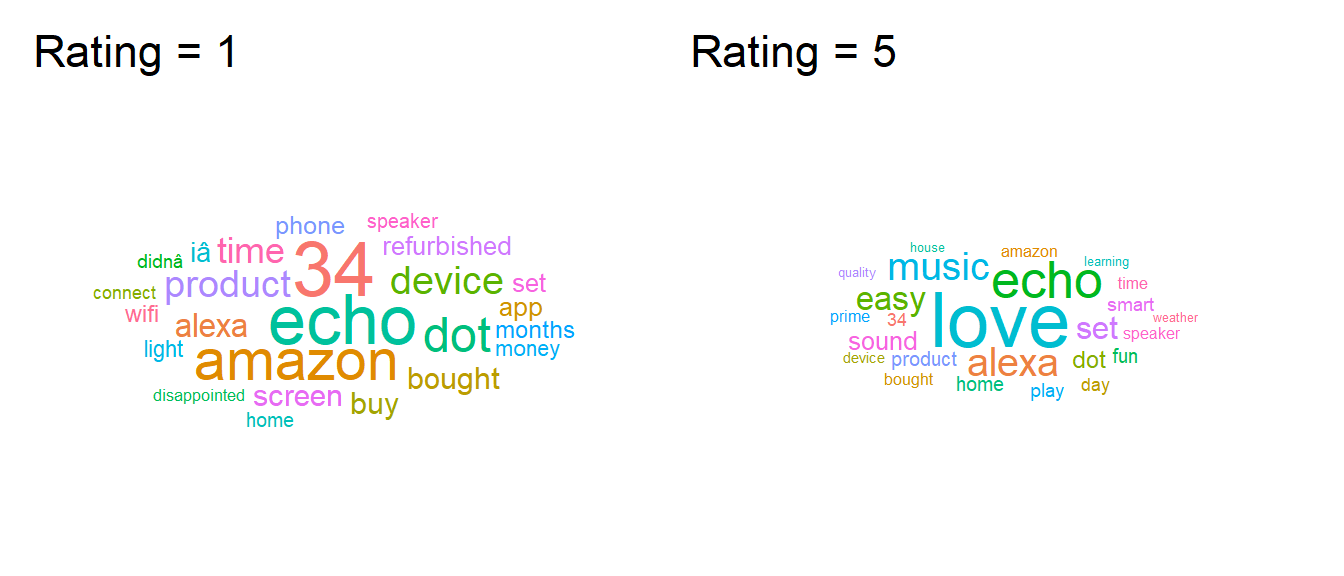 Rating = 1
Rating = 5
phone speaker
iâ time 34 refurbished
didnâ
product device set
connect
wifi echo app
alexa dot months
light amazon money
bought
disappointed screen buy
home
house amazon
music learning
quality echo time
easy smart
prime 34 love set weather
sound speaker
device product alexa dot fun
bought home day
play